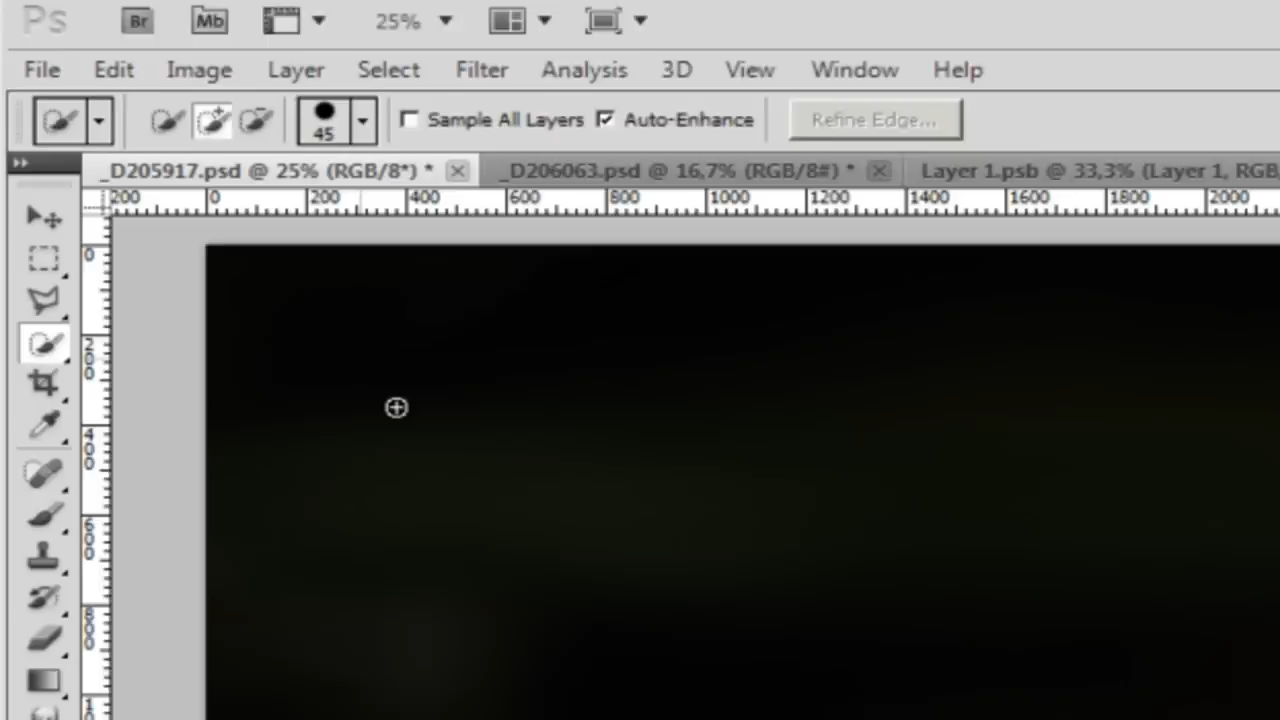 Ps Br Mb 25%
File Edit Image Layer Select Filter Analysis 3D View Window Help
45 Sample All Layers Auto-Enhance Refine Edge...
_D205917.psd @ 25% (RGB/8*) * _D206063.psd @ 16,7% (RGB/8#) * Layer 1.psb @ 33,3% (Layer 1, RGB
200 0 200 400 600 800 1000 1200 1400 1600 1800 2000
0
200
400
600
800
1